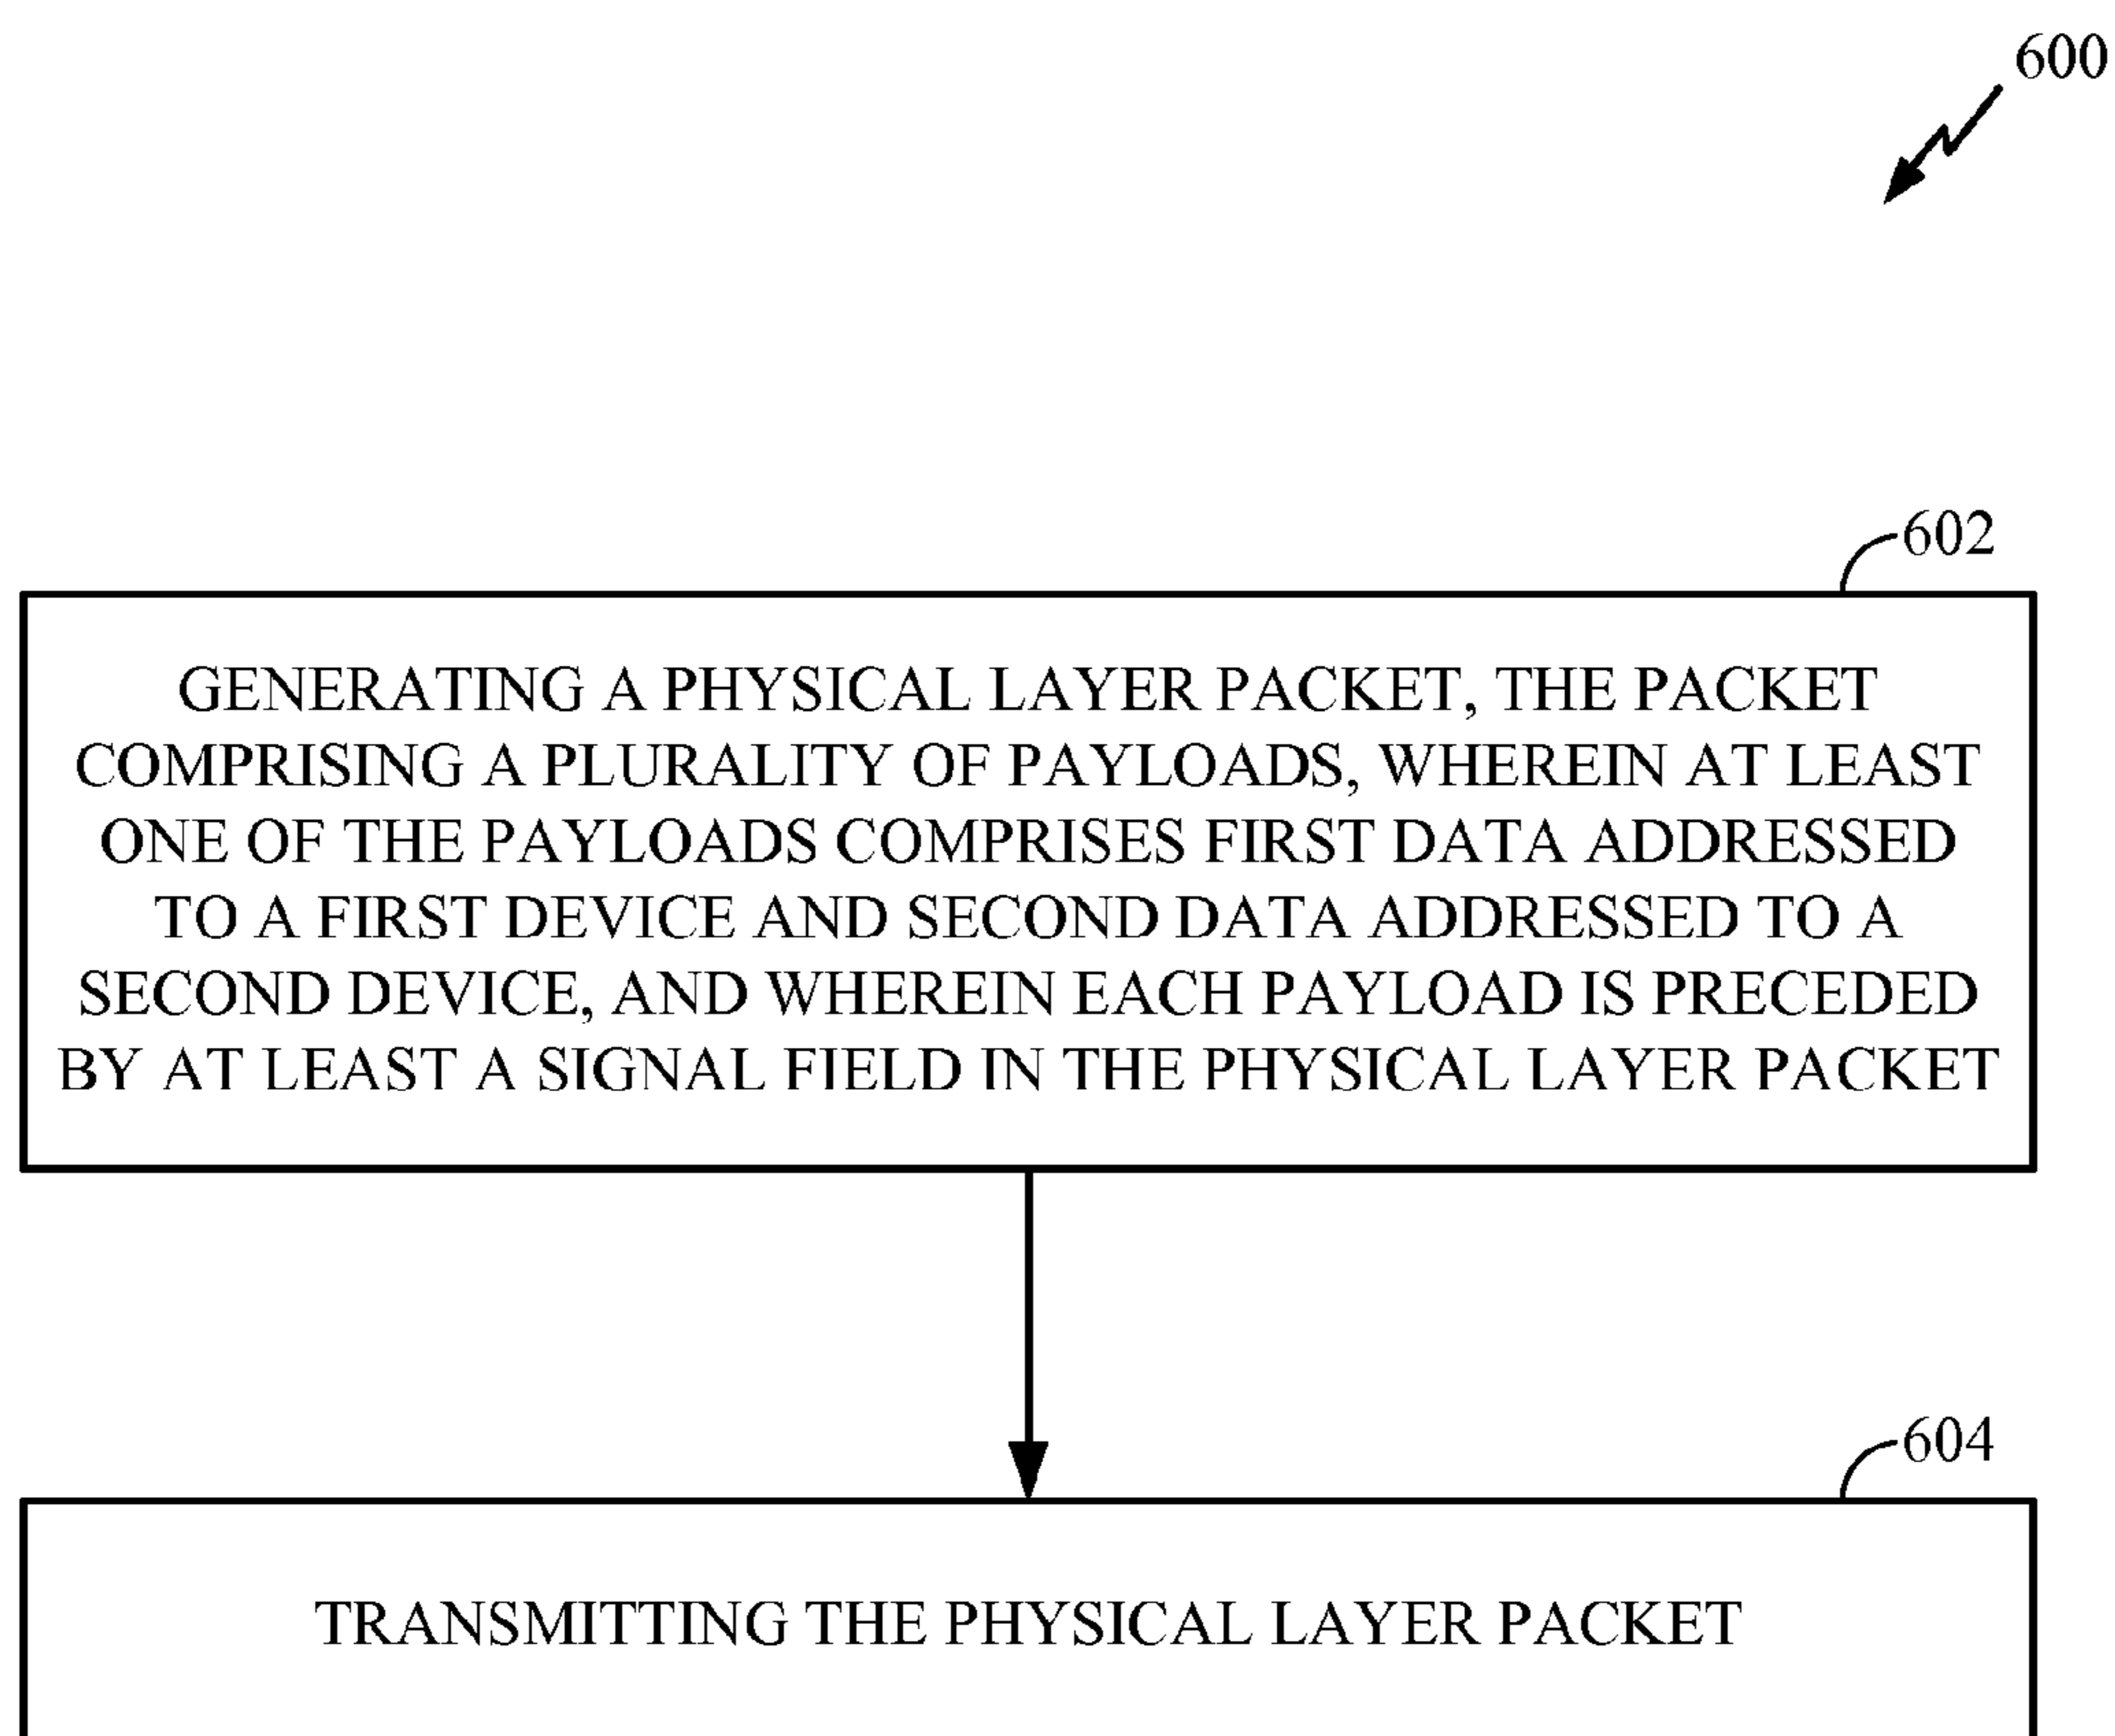 600
602
GENERATING A PHYSICAL LAYER PACKET, THE PACKET
COMPRISING A PLURALITY OF PAYLOADS, WHEREIN AT LEAST
ONE OF THE PAYLOADS COMPRISES FIRST DATA ADDRESSED
TO A FIRST DEVICE AND SECOND DATA ADDRESSED TO A
SECOND DEVICE, AND WHEREIN EACH PAYLOAD IS PRECEDED
BY AT LEAST A SIGNAL FIELD IN THE PHYSICAL LAYER PACKET
604
TRANSMITTING THE PHYSICAL LAYER PACKET